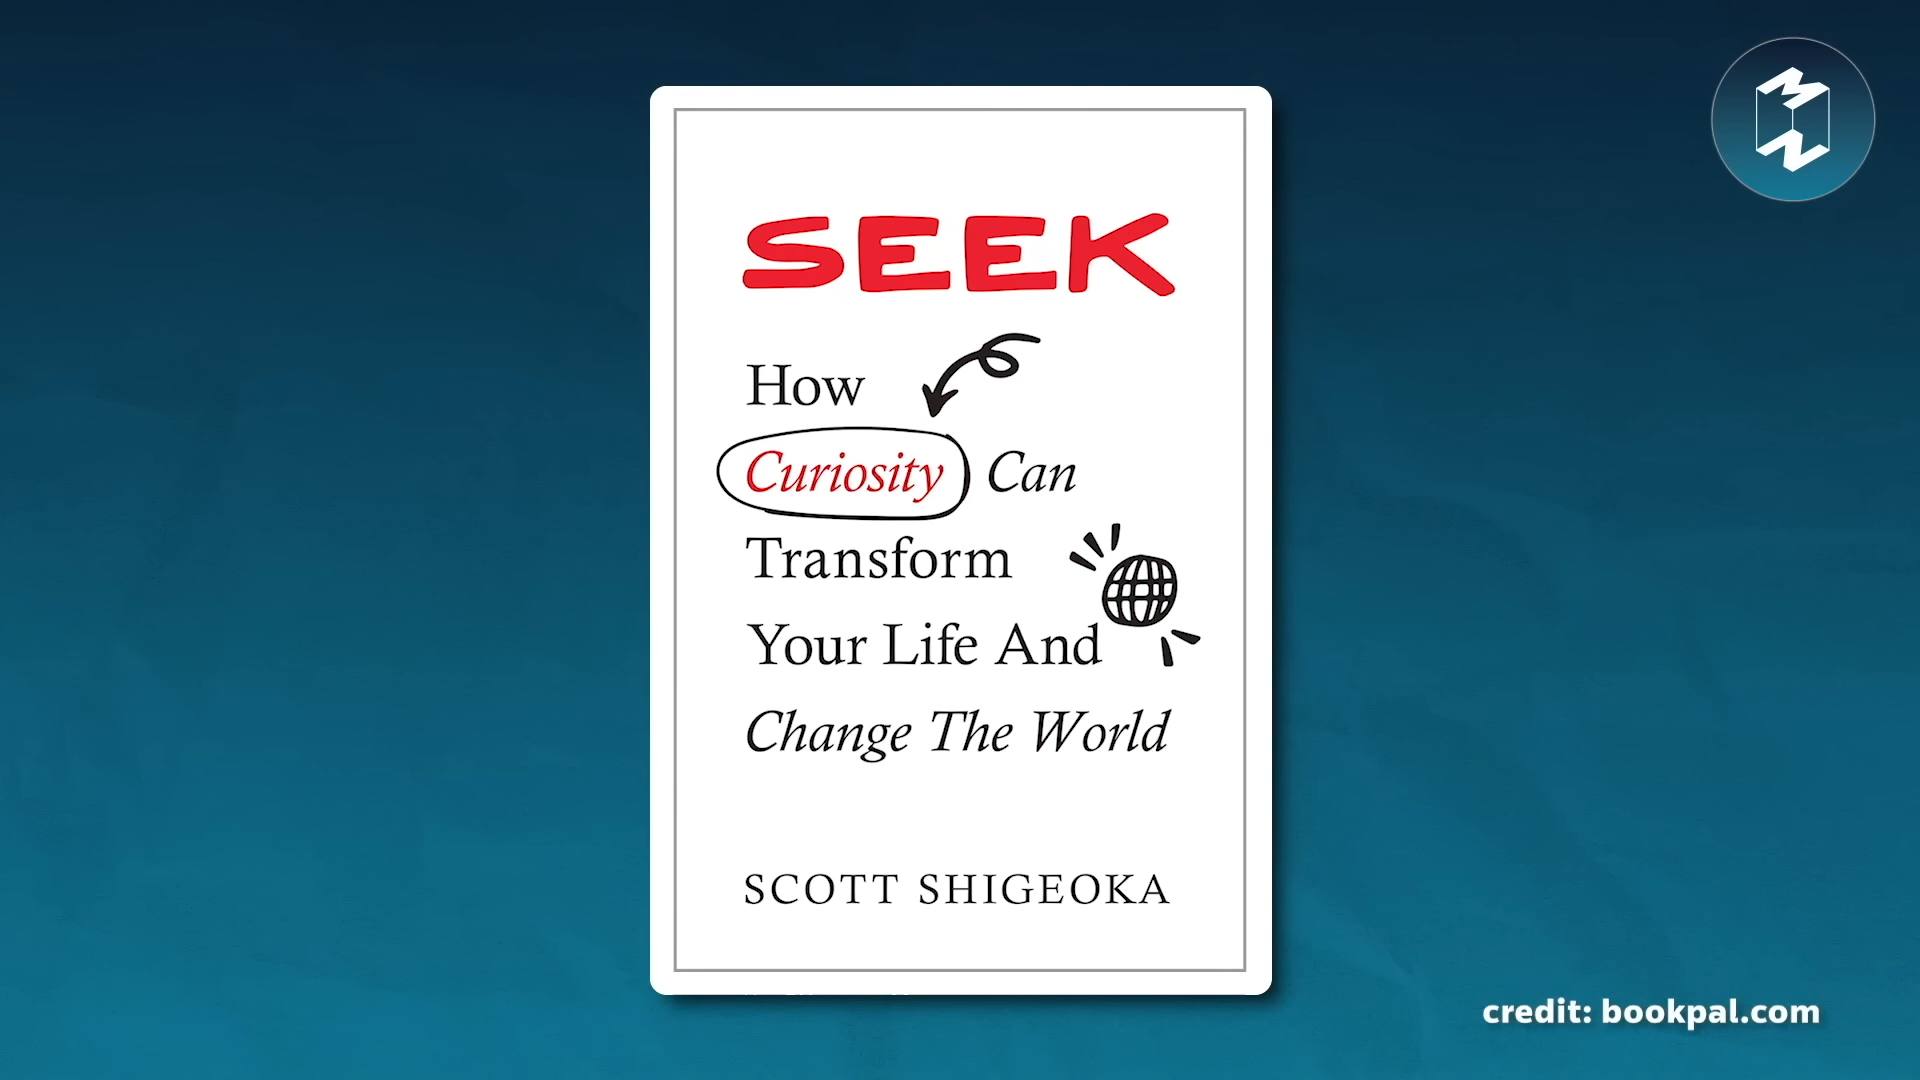 SEEK
How
Curiosity Can
Transform
Your Life And
Change The World
SCOTT SHIGEOKA
credit: bookpal.com